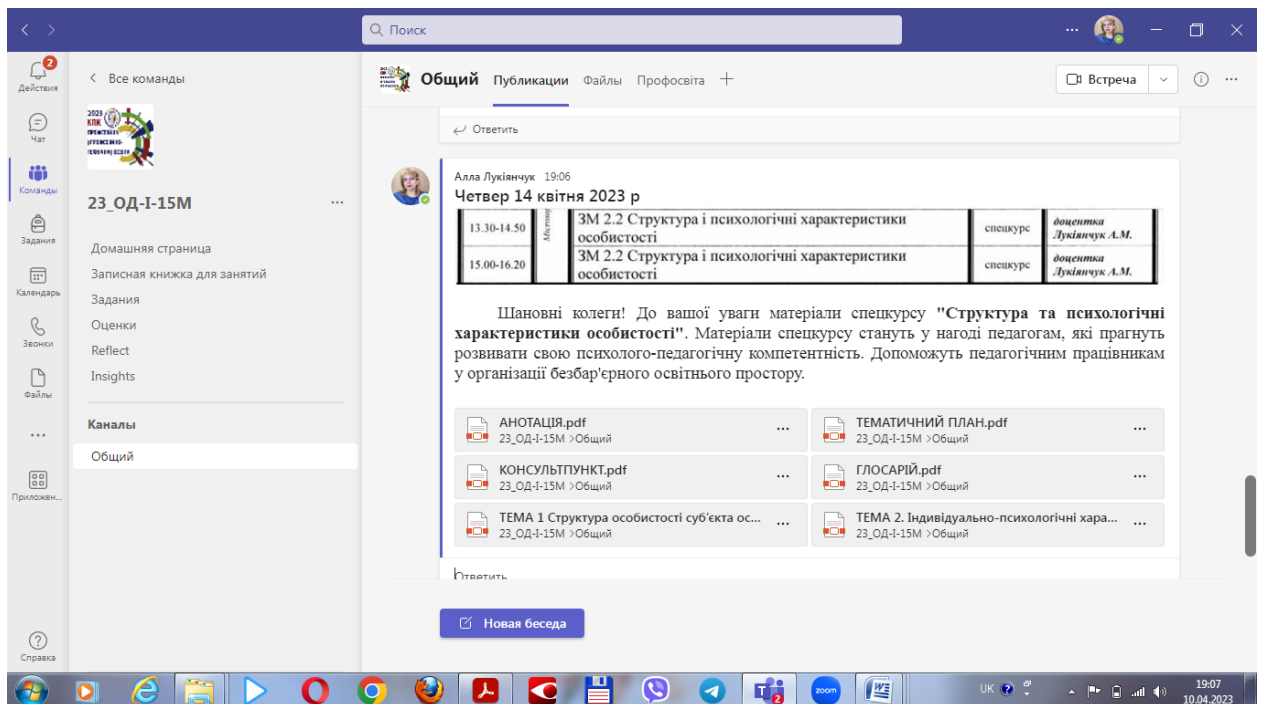 Поиск
2
Действия
Чат
Команды
Задания
Календарь
Звонки
Файлы
Приложен...
Справка
Все команды
2023
КПК
23_ОД-І-15М
Домашняя страница
Записная книжка для занятий
Задания
Оценки
Reflect
Insights
Каналы
Общий
Общий Публикации Файлы Профосвіта +
Встреча
Ответить
Алла Лукіянчук 19:06
Четвер 14 квітня 2023 р
13.30-14.50 ЗМ 2.2 Структура і психологічні характеристики особистості спецкурс доцентка Лукіянчук А.М.
15.00-16.20 ЗМ 2.2 Структура і психологічні характеристики особистості спецкурс доцентка Лукіянчук А.М.
Шановні колеги! До вашої уваги матеріали спецкурсу "Структура та психологічні
характеристики особистості". Матеріали спецкурсу стануть у нагоді педагогам, які прагнуть
розвивати свою психолого-педагогічну компетентність. Допоможуть педагогічним працівникам
у організації безбар'єрного освітнього простору.
АНОТАЦІЯ.pdf
23_ОД-І-15М >Общий
ТЕМАТИЧНИЙ ПЛАН.pdf
23_ОД-І-15М >Общий
КОНСУЛЬТПУНКТ.pdf
23_ОД-І-15М >Общий
ГЛОСАРІЙ.pdf
23_ОД-І-15М >Общий
ТЕМА 1 Структура особистості суб'єкта ос...
23_ОД-І-15М >Общий
ТЕМА 2. Індивідуально-психологічні хара...
23_ОД-І-15М >Общий
Ответить
Новая беседа
zoom
UK
19:07
10.04.2023